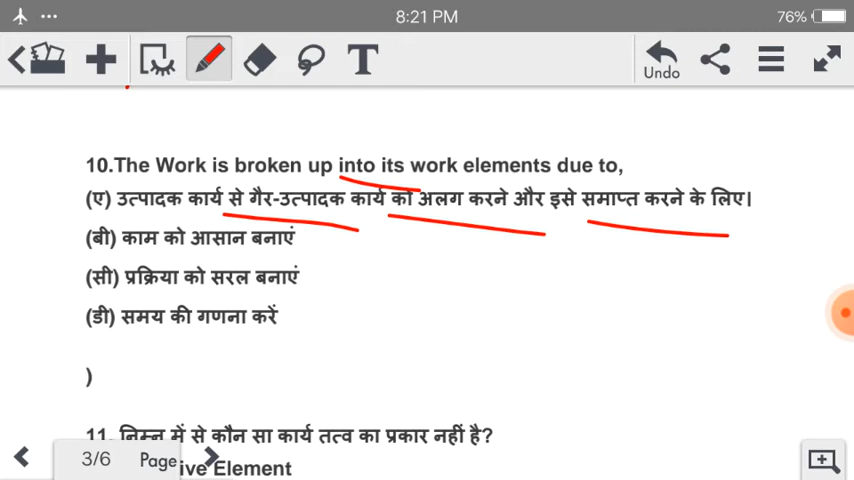 8:21 PM
76%
T
Undo
10.The Work is broken up into its work elements due to,
(ए) उत्पादक कार्य से गैर-उत्पादक कार्य को अलग करने और इसे समाप्त करने के लिए।
(बी) काम को आसान बनाएं
(सी) प्रक्रिया को सरल बनाएं
(डी) समय की गणना करें
)
11. निम्न में से कौन सा कार्य तत्व का प्रकार नहीं है?
3/6 Page
ive Element